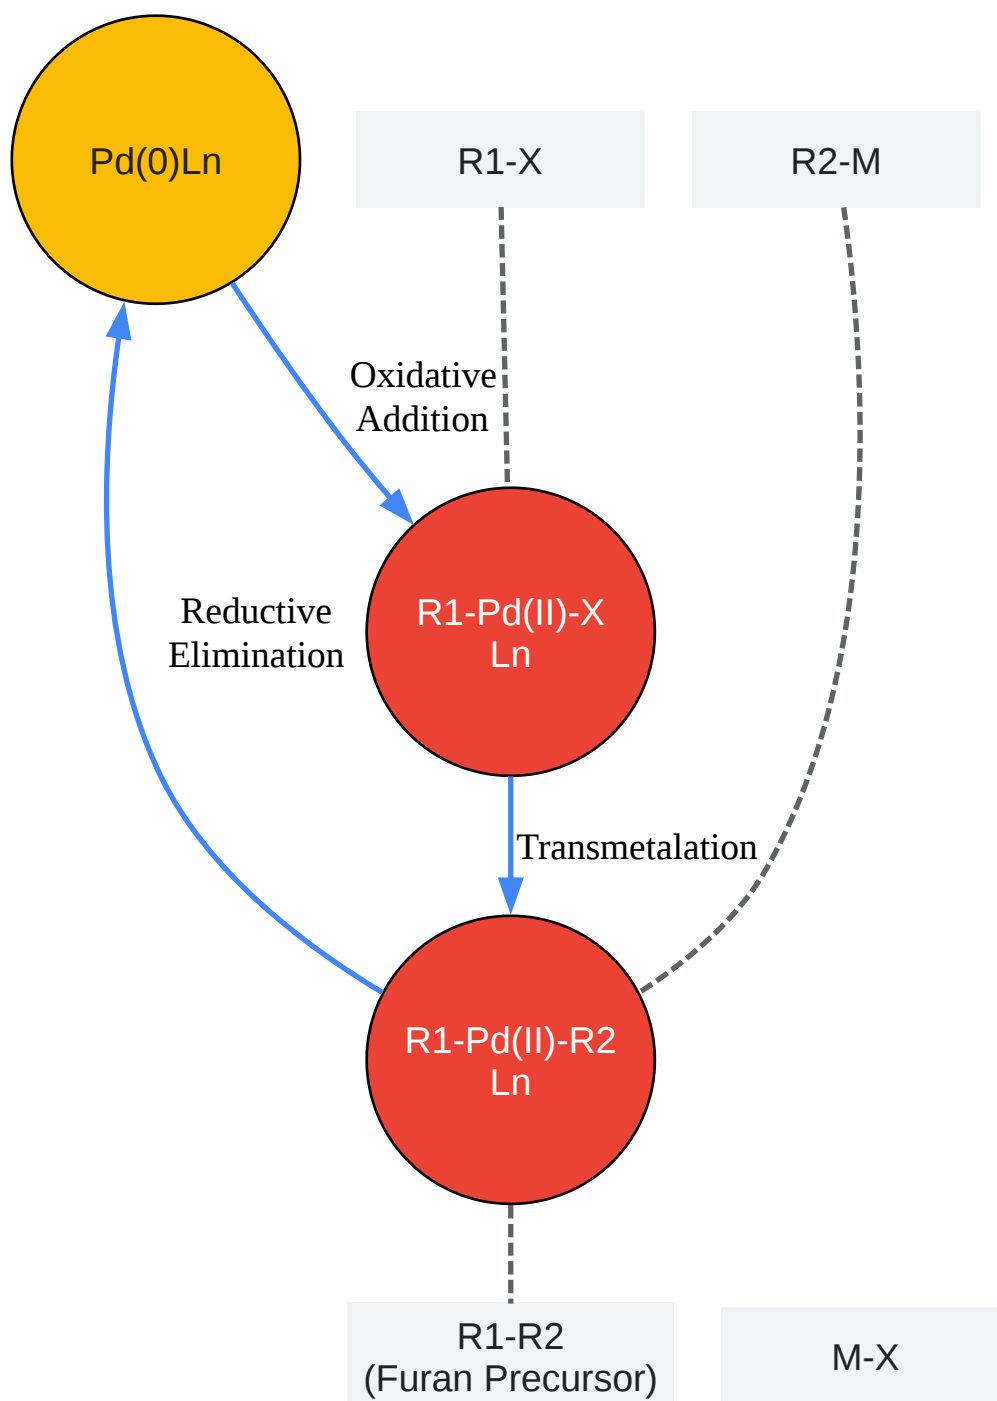 Pd(0)Ln
R1-X
R2-M
Oxidative
Addition
R1-Pd(II)-X
Ln
Reductive
Elimination
Transmetalation
R1-Pd(II)-R2
Ln
R1-R2
(Furan Precursor)
M-X